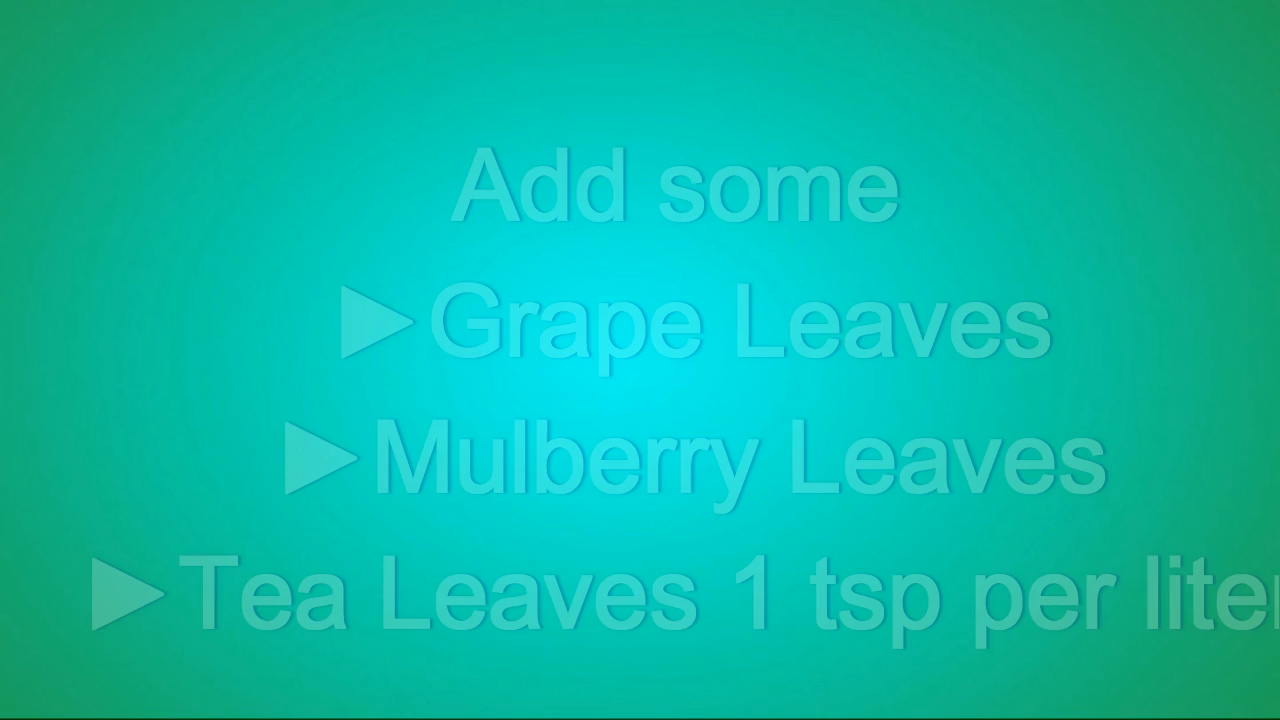 Add some
►Grape Leaves
►Mulberry Leaves
►Tea Leaves 1 tsp per liter